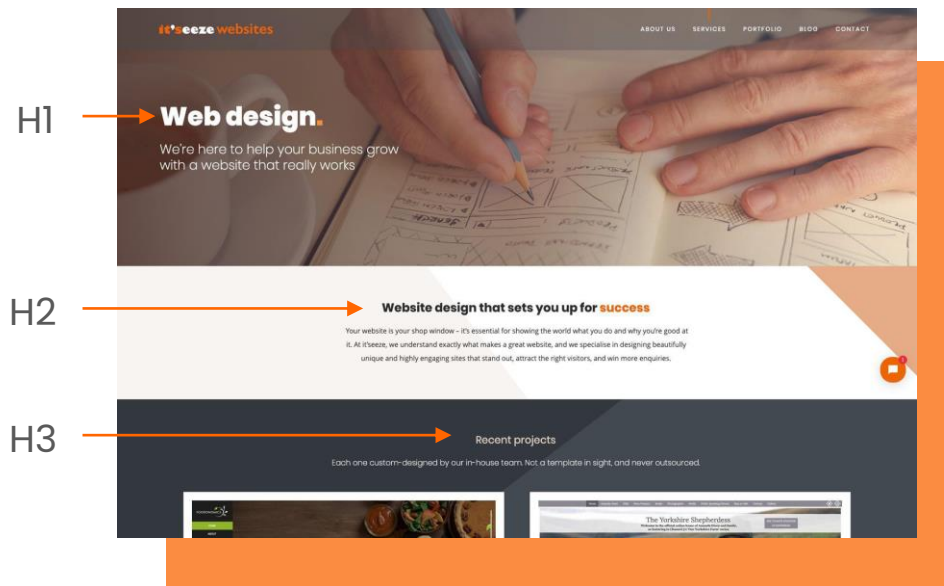 it'seeze websites
ABOUT US SERVICES PORTFOLIO BLOG CONTACT
H1
Web design.
We're here to help your business grow
with a website that really works
H2
Website design that sets you up for success
Your website is your shop window – it's essential for showing the world what you do and why you're good at
it. At it'seeze, we understand exactly what makes a great website, and we specialise in designing beautifully
unique and highly engaging sites that stand out, attract the right visitors, and win more enquiries.
H3
Recent projects
Each one custom-designed by our in-house team. Not a template in sight, and never outsourced.
The Yorkshire Shepherdess